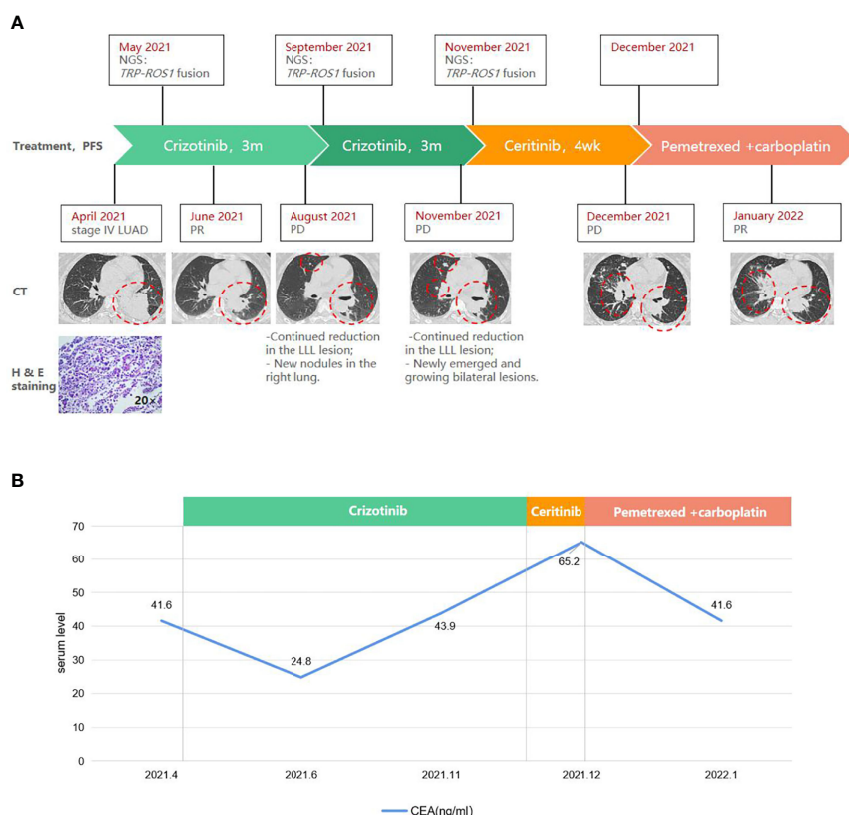 A
May 2021
NGS:
TRP-ROS1 fusion
September 2021
NGS:
TRP-ROS1 fusion
November 2021
NGS:
TRP-ROS1 fusion
December 2021
Treatment, PFS
Crizotinib, 3m
Crizotinib, 3m
Ceritinib, 4wk
Pemetrexed +carboplatin
April 2021
stage IV LUAD
June 2021
PR
August 2021
PD
November 2021
PD
December 2021
PD
January 2022
PR
CT
-Continued reduction
in the LLL lesion;
- New nodules in the
right lung.
-Continued reduction
in the LLL lesion;
- Newly emerged and
growing bilateral lesions.
H & E
staining
20×
B
Crizotinib
Ceritinib
Pemetrexed +carboplatin
serum level
70
60
50
40
30
20
10
0
41.6
24.8
43.9
65.2
41.6
2021.4
2021.6
2021.11
2021.12
2022.1
CEA(ng/ml)